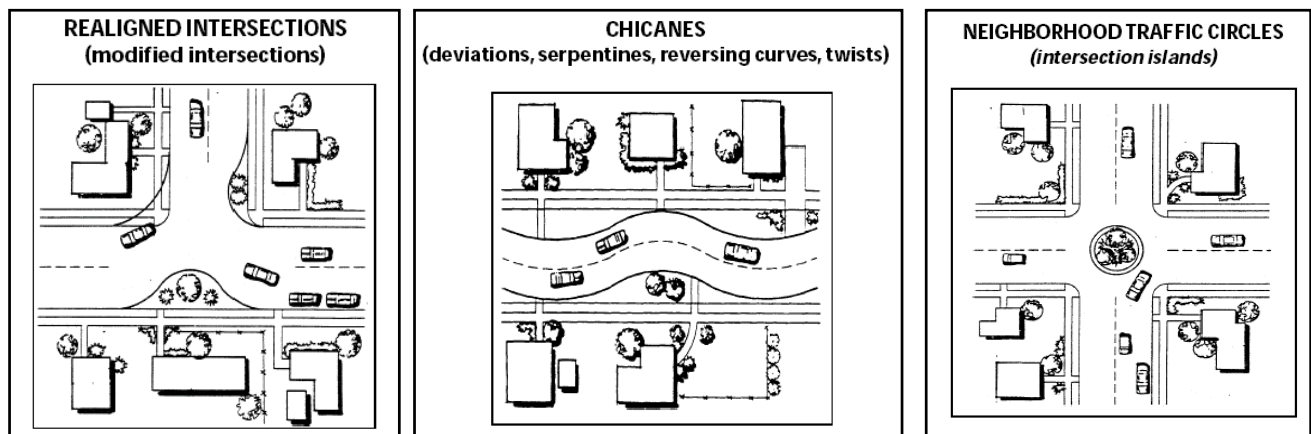 REALIGNED INTERSECTIONS
(modified intersections)
CHICANES
(deviations, serpentines, reversing curves, twists)
NEIGHBORHOOD TRAFFIC CIRCLES
(intersection islands)